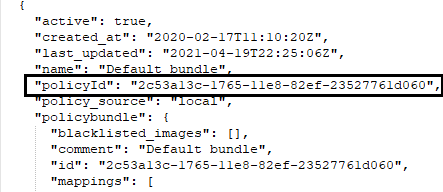 {
"active": true,
"created_at": "2020-02-17T11:10:20Z",
"last_updated": "2021-04-19T22:25:06Z",
"name": "Default bundle",
"policyId": "2c53a13c-1765-11e8-82ef-23527761d060",
"policy_source": "local",
"policybundle": {
"blacklisted_images": [],
"comment": "Default bundle",
"id": "2c53a13c-1765-11e8-82ef-23527761d060",
"mappings": [